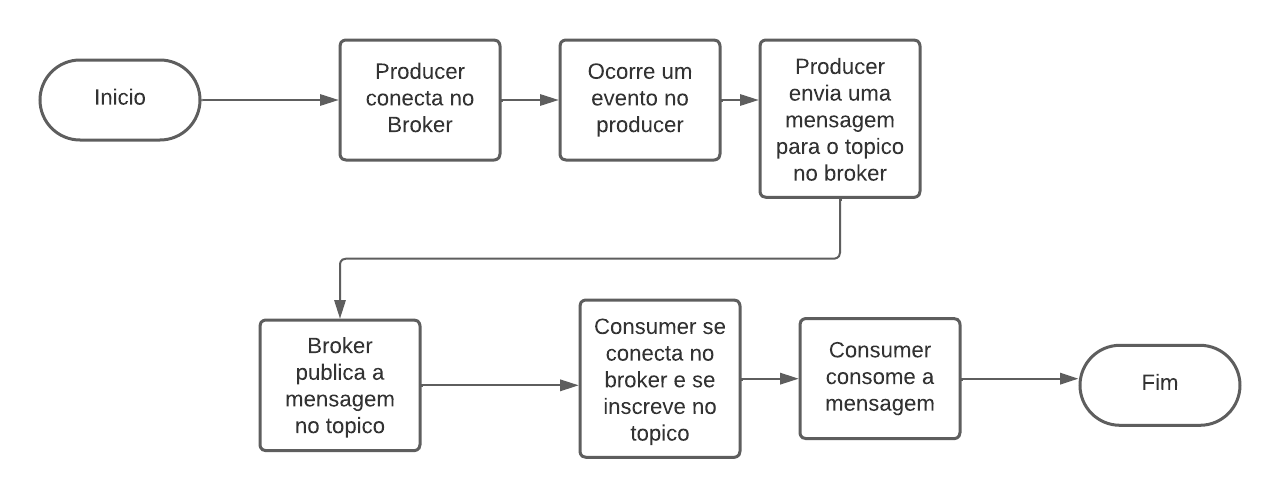 Inicio
Producer
conecta no
Broker
Ocorre um
evento no
producer
Producer
envia uma
mensagem
para o topico
no broker
Broker
publica a
mensagem
no topico
Consumer se
conecta no
broker e se
inscreve no
topico
Consumer
consome a
mensagem
Fim